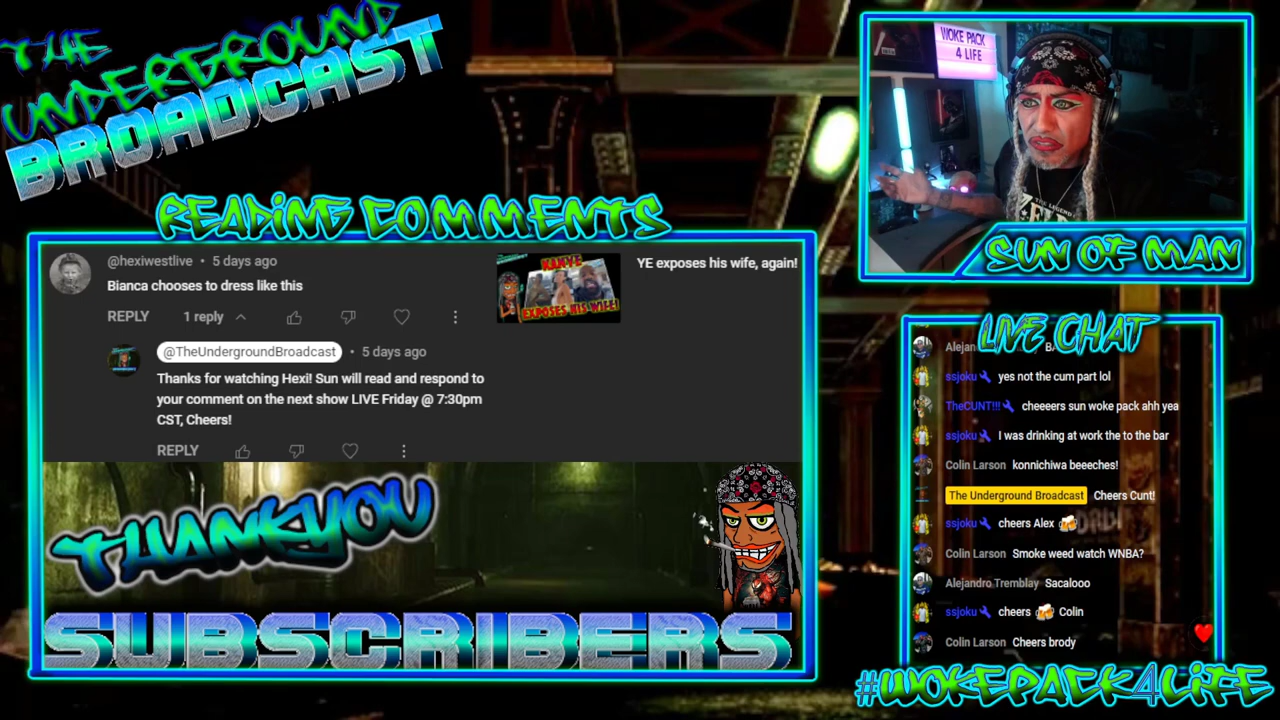 THE
UNDERGROUND
BROADCAST
WOKE PACK
4 LIFE
THE LEGEND
SUN OF MAN
READING COMMENTS
@hexiwestlive • 5 days ago
Bianca chooses to dress like this
REPLY 1 reply
KANYE
EXPOSES HIS WIFE!
YE exposes his wife, again!
@TheUndergroundBroadcast • 5 days ago
Thanks for watching Hexi! Sun will read and respond to
your comment on the next show LIVE Friday @ 7:30pm
CST, Cheers!
REPLY
THANKYOU
SUBSCRIBERS
LIVE CHAT
Alejan
ssjoku yes not the cum part lol
TheCUNT!!! cheeeers sun woke pack ahh yea
ssjoku I was drinking at work the to the bar
Colin Larson konnichiwa beeeches!
The Underground Broadcast Cheers Cunt!
ssjoku cheers Alex 🍻
Colin Larson Smoke weed watch WNBA?
Alejandro Tremblay Sacalooo
ssjoku cheers 🍻 Colin
Colin Larson Cheers brody
#WOKEPACK4LIFE